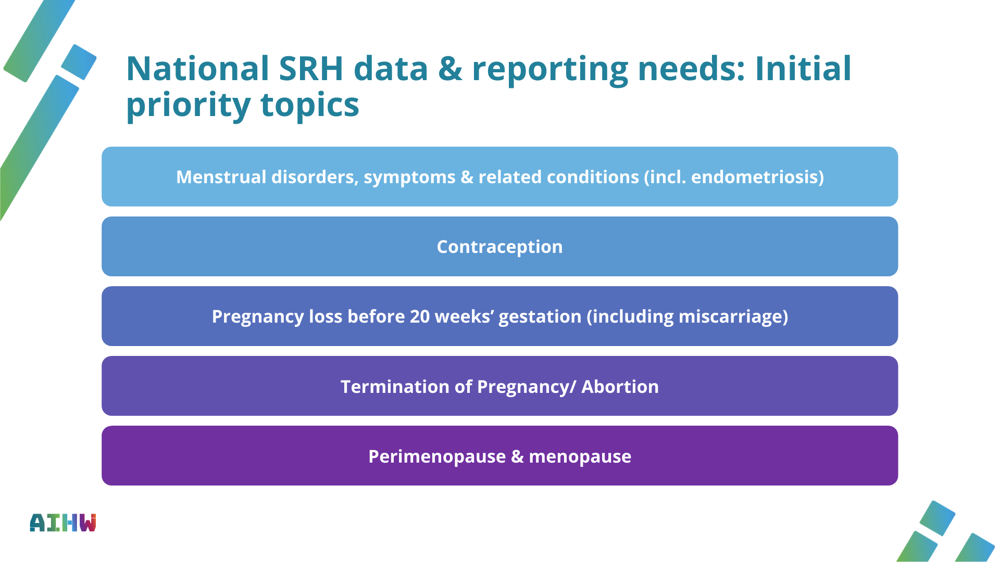 National SRH data & reporting needs: Initial
priority topics
Menstrual disorders, symptoms & related conditions (incl. endometriosis)
Contraception
Pregnancy loss before 20 weeks’ gestation (including miscarriage)
Termination of Pregnancy/ Abortion
Perimenopause & menopause
AIHW